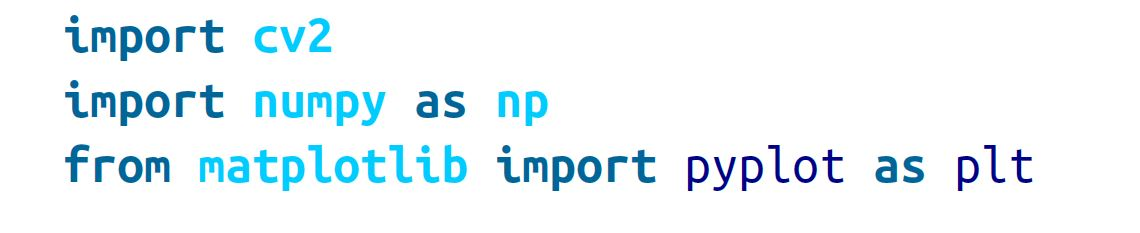 import cv2
import numpy as np
from matplotlib import pyplot as plt